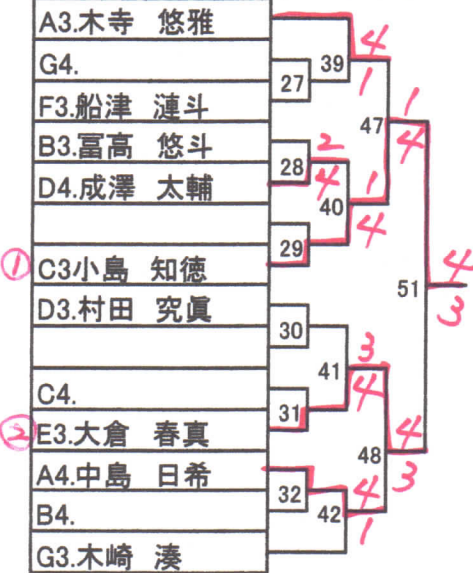 A3.木寺 悠雅
G4.
F3.船津 漣斗
B3.冨高 悠斗
D4.成澤 太輔
① C3小島 知徳
D3.村田 究眞
C4.
② E3.大倉 春真
A4.中島 日希
B4.
G3.木崎 湊
27
28
29
30
31
32
39
40
41
42
47
48
51
4
1
2
4
1
4
3
4
4
1
1
4
4
3
4
3